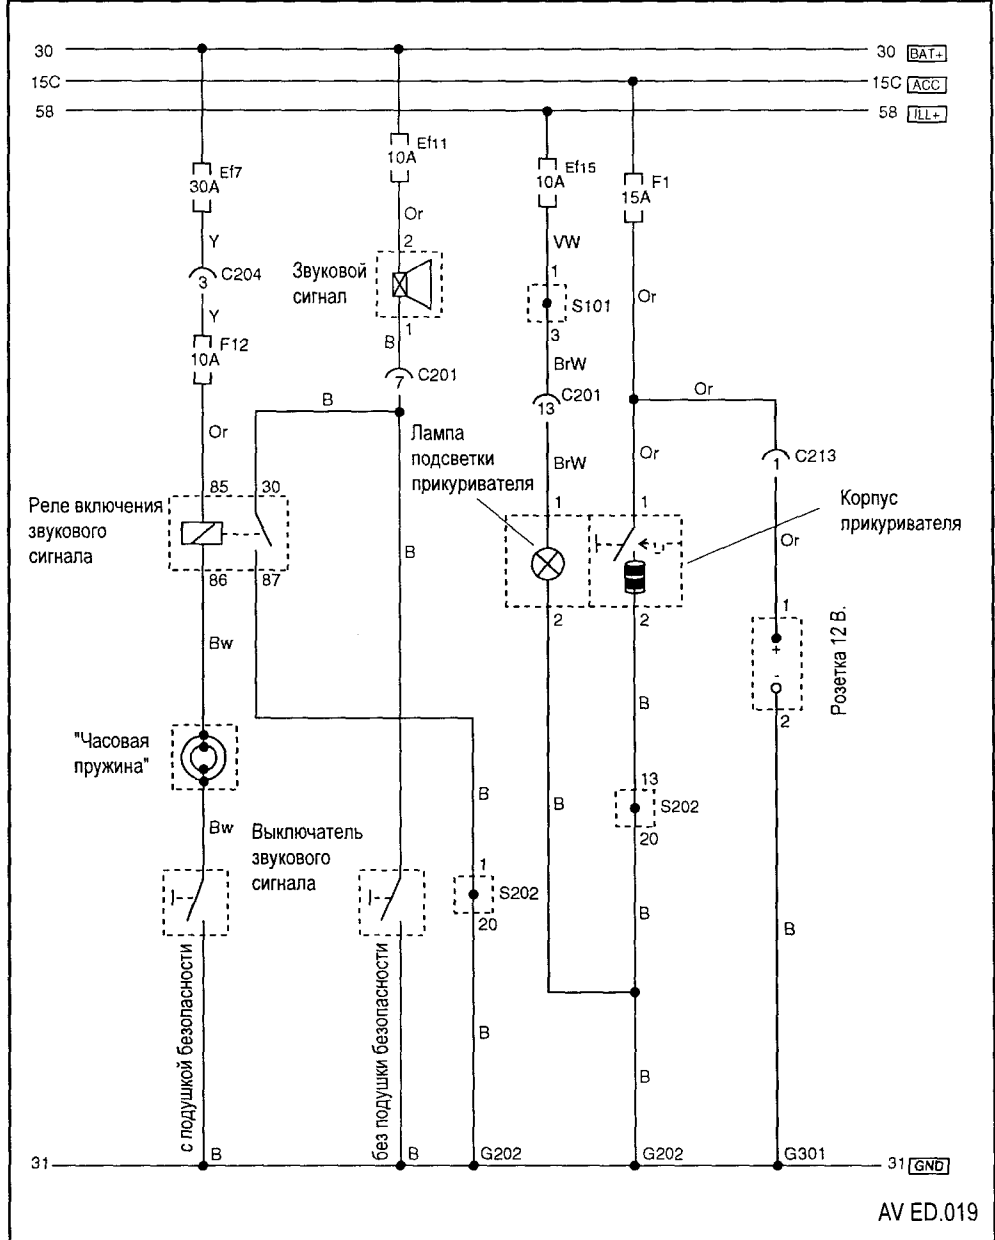 30
30 BAT+
15C
15C ACC
58
58 ILL+
Ef11
10A
Ef7
30A
Ef15
10A
F1
15A
Or
Y
2
VW
Звуковой
сигнал
C204
3
1
S101
3
Or
Y
1
B
F12
10A
BrW
C201
7
C201
13
Or
B
Or
Лампа
подсветки
прикуривателя
BrW
Or
C213
1
85
30
1
1
Корпус
прикуривателя
Реле включения
звукового
сигнала
B
Or
86
87
2
2
1
+
-
2
Розетка 12 В.
Bw
B
"Часовая
пружина"
B
B
13
S202
20
Bw
Выключатель
звукового
сигнала
1
S202
20
B
B
с подушкой безопасности
без подушки безопасности
B
B
B
B
G202
G202
G301
31
31 GND
AV ED.019